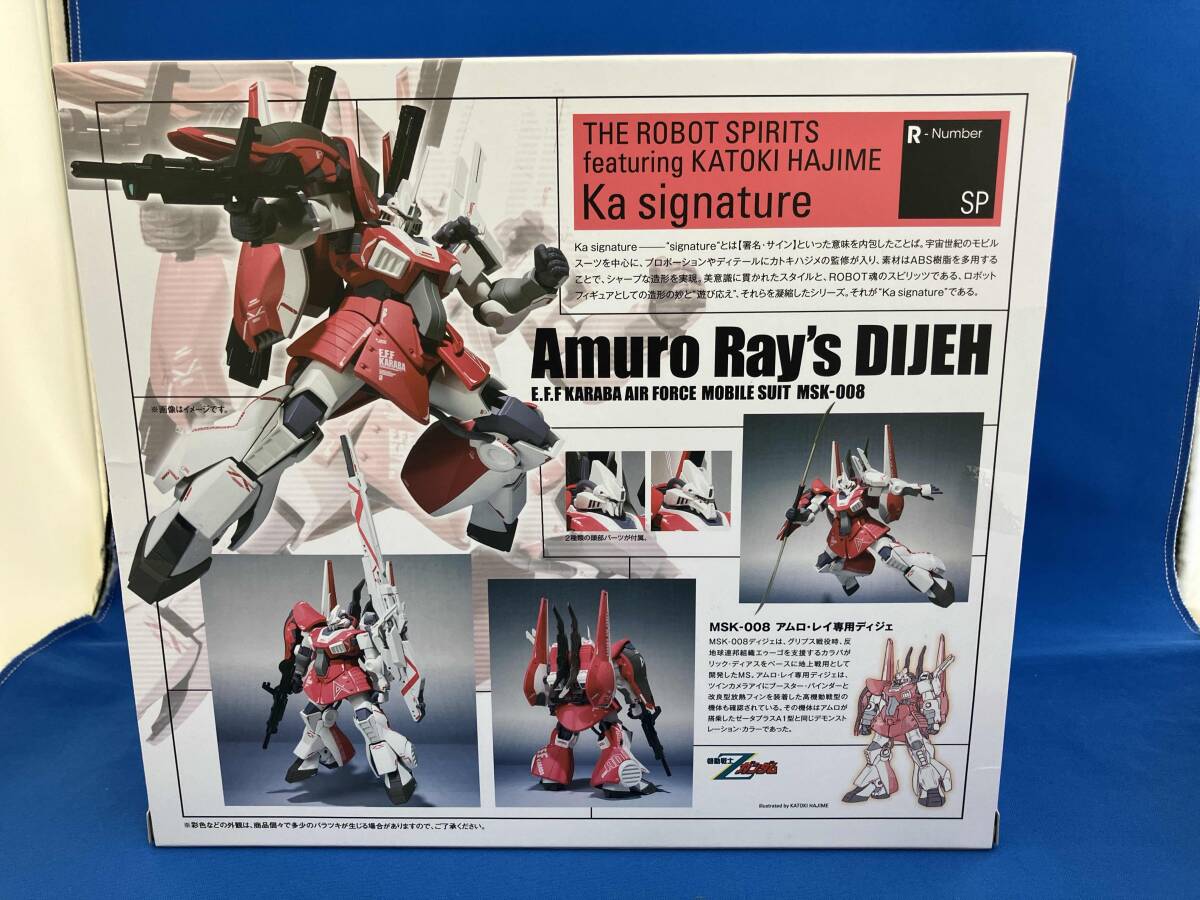 THE ROBOT SPIRITS
featuring KATOKI HAJIME
Ka signature
R - Number
SP
Ka signature ―― “signature”とは【署名・サイン】といった意味を内包したことば。宇宙世紀のモビル
スーツを中心に、プロポーションやディテールにカトキハジメの監修が入り、素材はABS樹脂を多用する
ことで、シャープな造形を実現。美意識に貫かれたスタイルと、ROBOT魂のスピリッツである、ロボット
フィギュアとしての造形の妙と“遊び応え”、それらを凝縮したシリーズ。それが“Ka signature”である。
Amuro Ray's DIJEH
E.F.F KARABA AIR FORCE MOBILE SUIT MSK-008
E.F.F
KARABA
※画像はイメージです。
2種類の頭部パーツが付属。
MSK-008 アムロ・レイ専用ディジェ
MSK-008ディジェは、グリプス戦役時、反
地球連邦組織エゥーゴを支援するカラバが
リック・ディアスをベースに地上戦用として
開発したMS。アムロ・レイ専用ディジェは、
ツインカメラアイにブースター・バインダーと
改良型放熱フィンを装着した高機動戦型の
機体も確認されている。その機体はアムロが
搭乗したゼータプラスA1型と同じデモンスト
レーション・カラーであった。
機動戦士
Ζガンダム
Illustrated by KATOKI HAJIME
※彩色などの外観は、商品個々で多少のバラツキが生じる場合がありますので、ご了承ください。